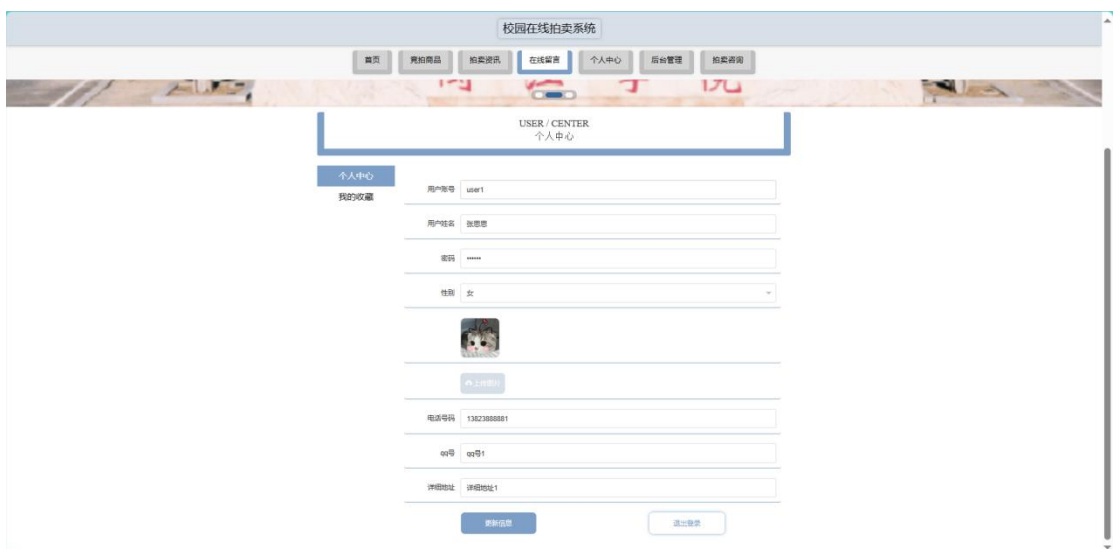 校园在线拍卖系统
首页 竞拍商品 拍卖资讯 在线留言 个人中心 后台管理 拍卖咨询
USER / CENTER
个人中心
个人中心
我的收藏
用户账号 user1
用户姓名 张思思
密码 ••••••
性别 女
上传图片
电话号码 13823888881
qq号 qq号1
详细地址 详细地址1
更新信息 退出登录